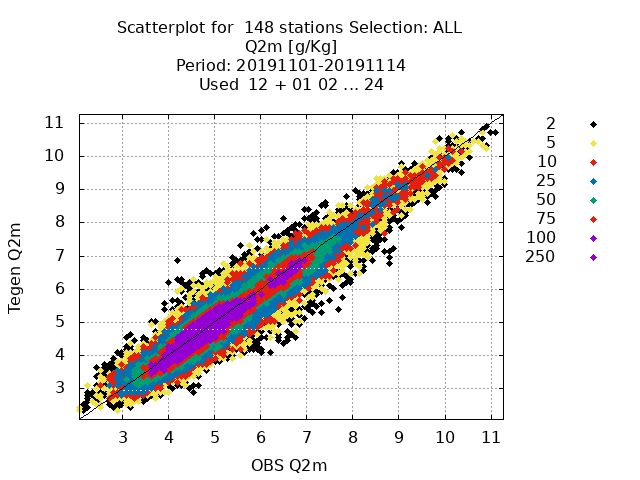 Scatterplot for  148 stations Selection: ALL
Q2m [g/Kg]
Period: 20191101-20191114
Used  12 + 01 02 ... 24
11
10
9
8
7
6
5
4
3
Tegen Q2m
3 4 5 6 7 8 9 10 11
OBS Q2m
2
5
10
25
50
75
100
250